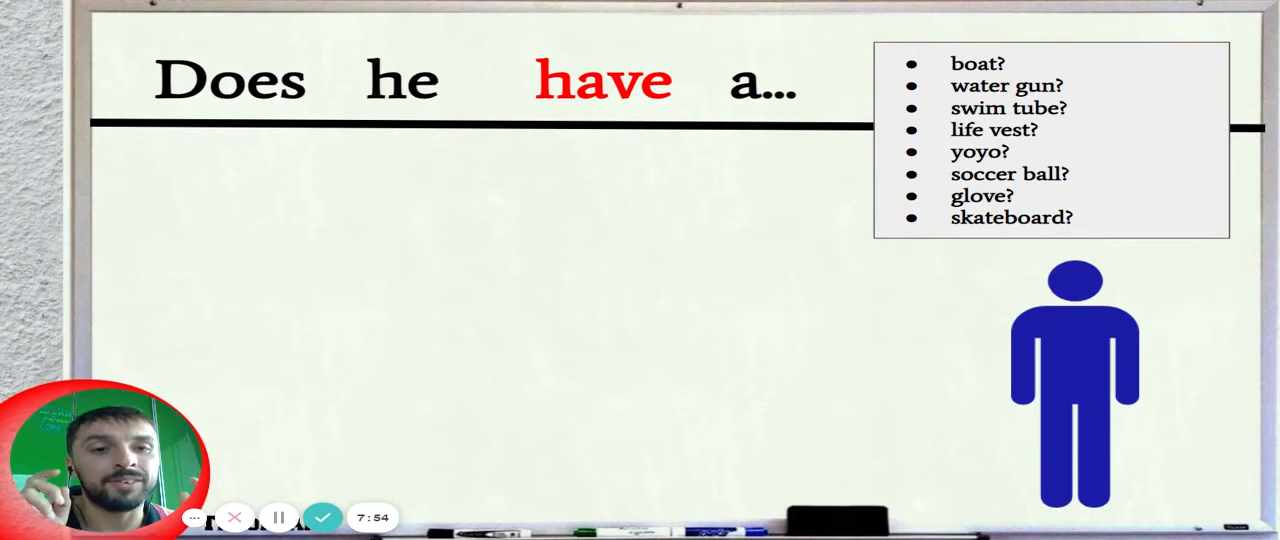 Does he have a...
• boat?
• water gun?
• swim tube?
• life vest?
• yoyo?
• soccer ball?
• glove?
• skateboard?
7:54